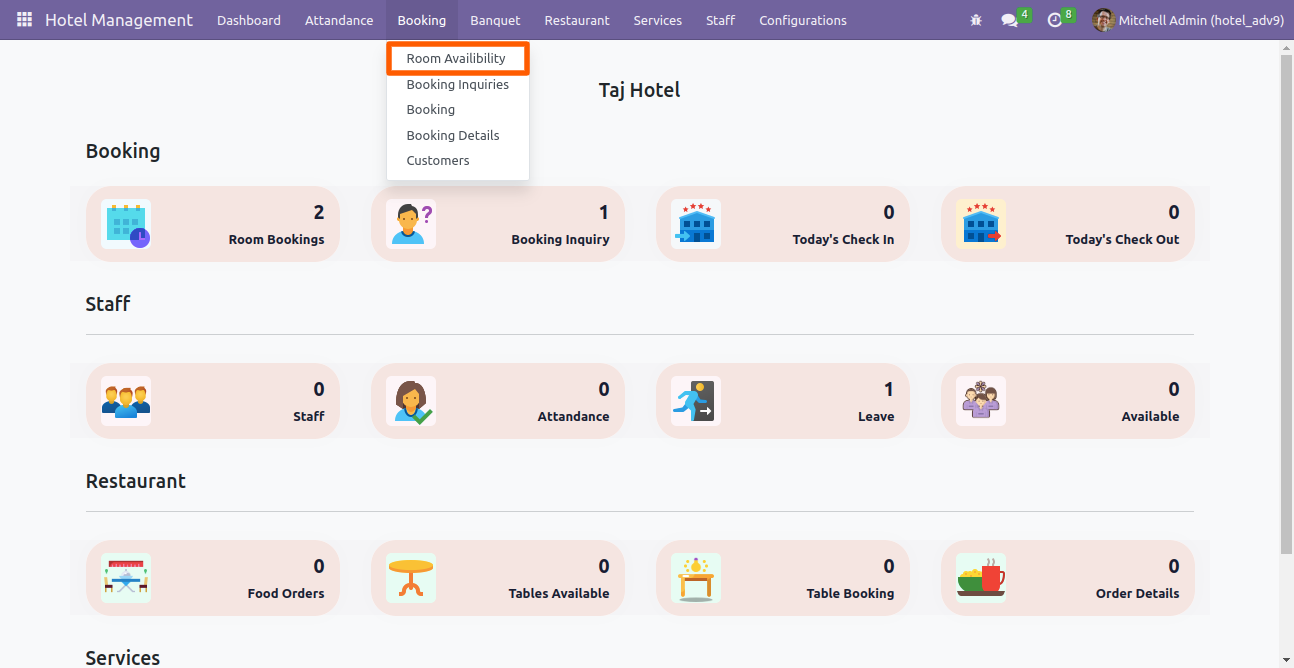 Hotel Management Dashboard Attandance Booking Banquet Restaurant Services Staff Configurations 4 8 Mitchell Admin (hotel_adv9)
Room Availibility
Booking Inquiries
Booking
Booking Details
Customers
Taj Hotel
Booking
2
Room Bookings
1
Booking Inquiry
0
Today's Check In
0
Today's Check Out
Staff
0
Staff
0
Attandance
1
Leave
0
Available
Restaurant
0
Food Orders
0
Tables Available
0
Table Booking
0
Order Details
Services